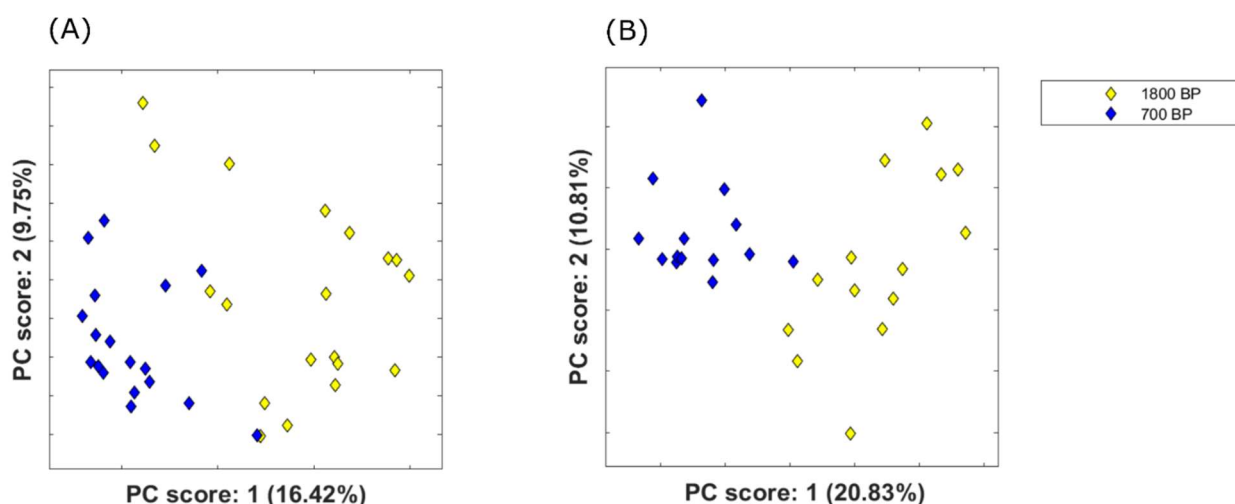 (A)
(B)
PC score: 2 (9.75%)
PC score: 1 (16.42%)
PC score: 2 (10.81%)
PC score: 1 (20.83%)
1800 BP
700 BP